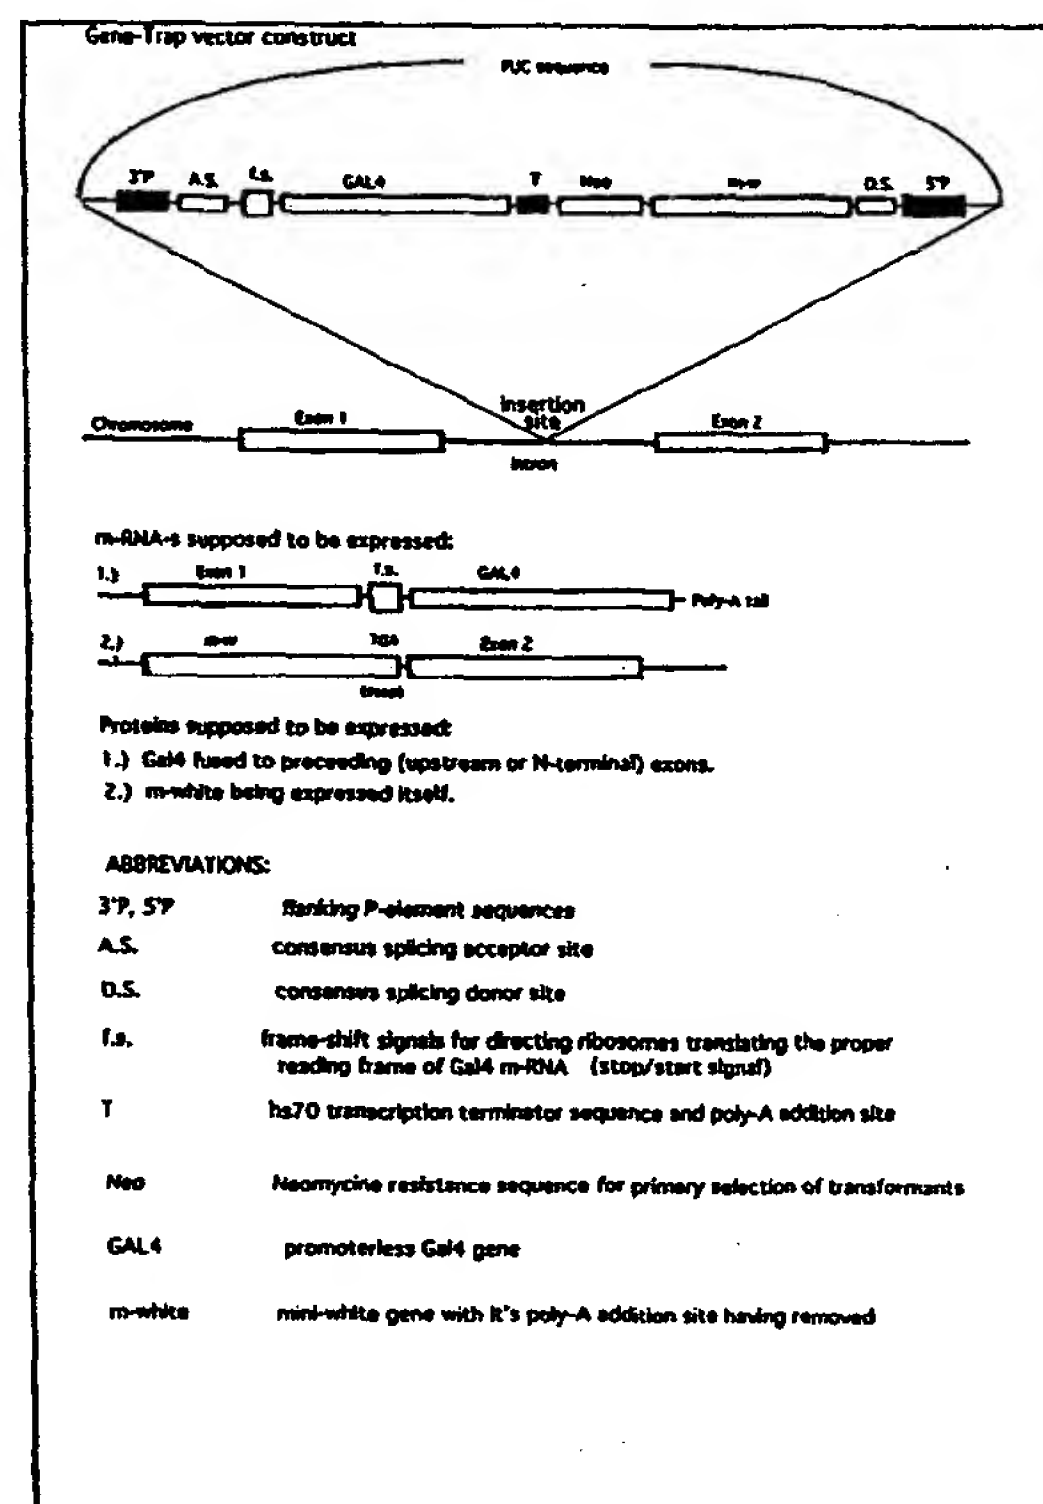 Gene-Trap vector construct
PUC sequence
3'P A.S. f.s. GAL4 T Neo m-w D.S. 5'P
insertion
site
Chromosome Exon 1 Exon 2
Intron
m-RNA-s supposed to be expressed:
1.) Exon 1 f.s. GAL4 Poly-A tail
2.) m-w TGA Exon 2
(stop)
Proteins supposed to be expressed:
1.) Gal4 fused to preceeding (upstream or N-terminal) exons.
2.) m-white being expressed itself.
ABBREVIATIONS:
3'P, 5'P flanking P-element sequences
A.S. consensus splicing acceptor site
D.S. consensus splicing donor site
f.s. frame-shift signals for directing ribosomes translating the proper
reading frame of Gal4 m-RNA (stop/start signal)
T hs70 transcription terminator sequence and poly-A addition site
Neo Neomycine resistance sequence for primary selection of transformants
GAL4 promoterless Gal4 gene
m-white mini-white gene with it's poly-A addition site having removed